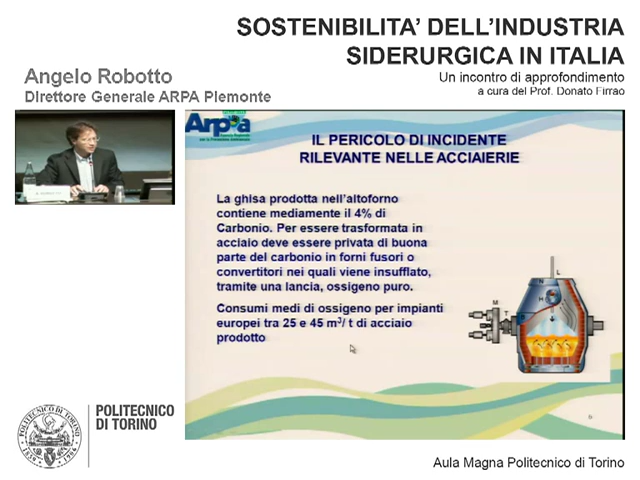 SOSTENIBILITA' DELL'INDUSTRIA
SIDERURGICA IN ITALIA
Un incontro di approfondimento
a cura del Prof. Donato Firrao
Angelo Robotto
Direttore Generale ARPA Piemonte
Arpa
IL PERICOLO DI INCIDENTE
RILEVANTE NELLE ACCIAIERIE
La ghisa prodotta nell'altoforno
contiene mediamente il 4% di
Carbonio. Per essere trasformata in
acciaio deve essere privata di buona
parte del carbonio in forni fusori o
convertitori nei quali viene insufflato,
tramite una lancia, ossigeno puro.
Consumi medi di ossigeno per impianti
europei tra 25 e 45 m³/ t di acciaio
prodotto
L
N
H
M
T
6
POLITECNICO
DI TORINO
POLITECNICO DI TORINO
Aula Magna Politecnico di Torino